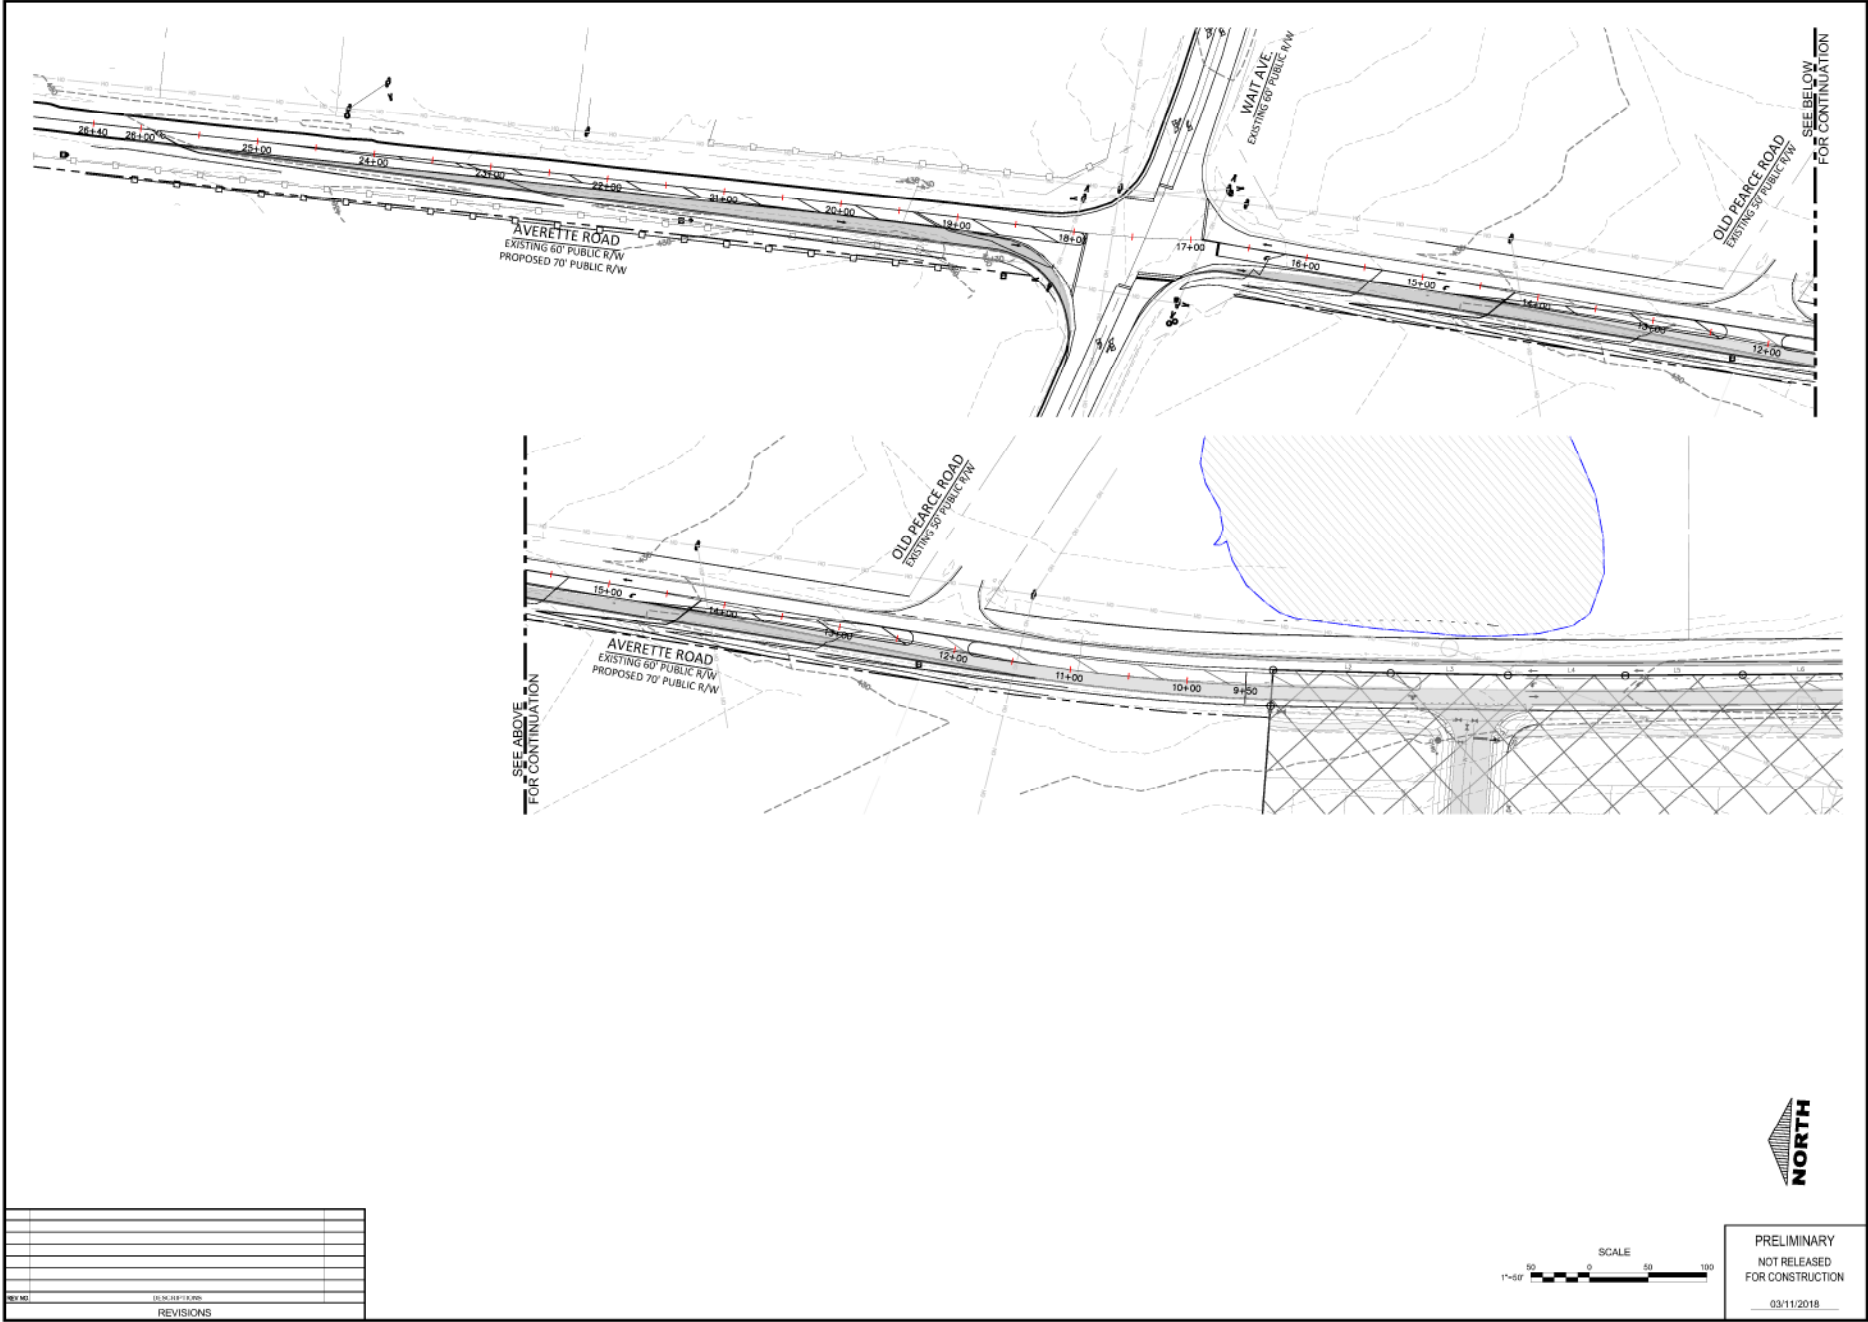 SEE BELOW
FOR CONTINUATION
WAIT AVE.
EXISTING 60' PUBLIC R/W
OLD PEARCE ROAD
EXISTING 50' PUBLIC R/W
26+40
26+00
25+00
24+00
23+00
22+00
21+00
20+00
19+00
18+00
17+00
16+00
15+00
14+00
13+00
12+00
AVERETTE ROAD
EXISTING 60' PUBLIC R/W
PROPOSED 70' PUBLIC R/W
OLD PEARCE ROAD
EXISTING 50' PUBLIC R/W
15+00
14+00
13+00
12+00
11+00
10+00
9+50
AVERETTE ROAD
EXISTING 60' PUBLIC R/W
PROPOSED 70' PUBLIC R/W
L2
L3
L4
L5
L6
SEE ABOVE
FOR CONTINUATION
NORTH
REV NO
DESCRIPTIONS
REVISIONS
SCALE
1"=50'
50 0 50 100
PRELIMINARY
NOT RELEASED
FOR CONSTRUCTION
03/11/2018